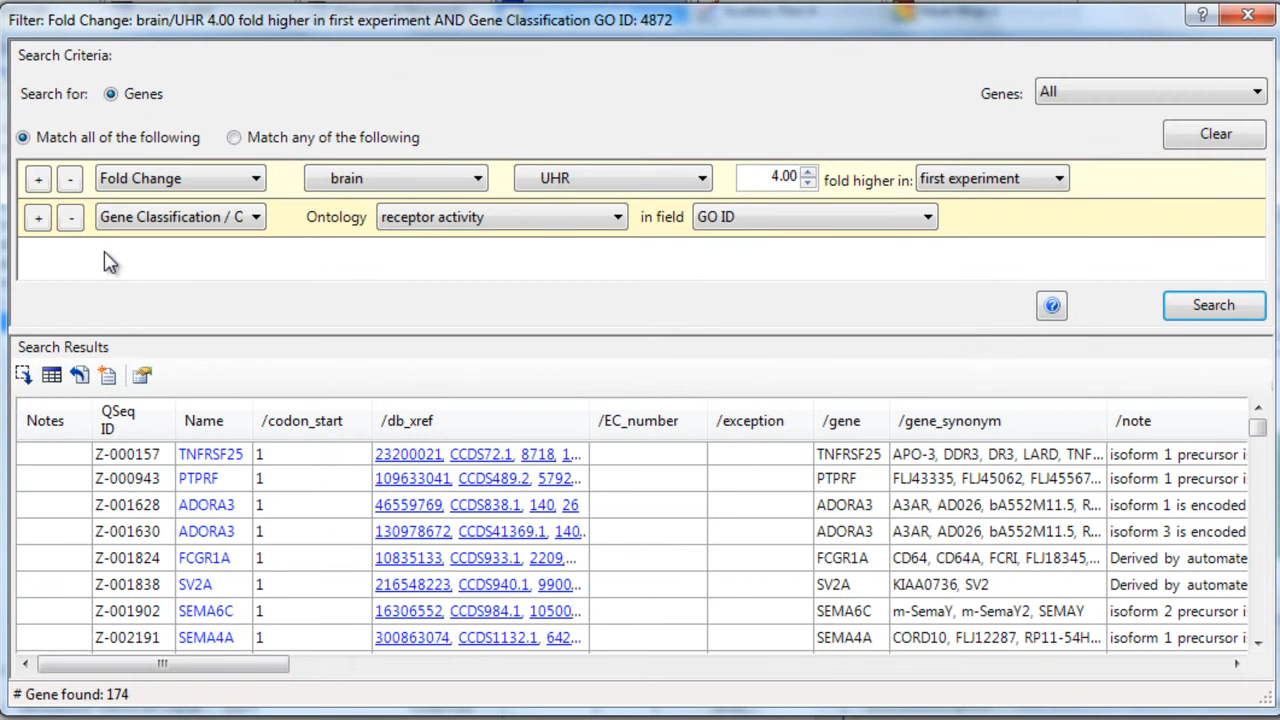 Filter: Fold Change: brain/UHR 4.00 fold higher in first experiment AND Gene Classification GO ID: 4872
Search Criteria:
Search for: Genes Genes: All
Match all of the following Match any of the following Clear
+ - Fold Change brain UHR 4.00 fold higher in: first experiment
+ - Gene Classification / O Ontology receptor activity in field GO ID
Search
Search Results
Notes QSeq ID Name /codon_start /db_xref /EC_number /exception /gene /gene_synonym /note
Z-000157 TNFRSF25 1 23200021, CCDS72.1, 8718, 1... TNFRSF25 APO-3, DDR3, DR3, LARD, TNF... isoform 1 precursor i
Z-000943 PTPRF 1 109633041, CCDS489.2, 5792... PTPRF FLJ43335, FLJ45062, FLJ45567... isoform 1 precursor i
Z-001628 ADORA3 1 46559769, CCDS838.1, 140, 26 ADORA3 A3AR, AD026, bA552M11.5, R... isoform 1 is encoded
Z-001630 ADORA3 1 130978672, CCDS41369.1, 140... ADORA3 A3AR, AD026, bA552M11.5, R... isoform 3 is encoded
Z-001824 FCGR1A 1 10835133, CCDS933.1, 2209,... FCGR1A CD64, CD64A, FCRI, FLJ18345,... Derived by automate
Z-001838 SV2A 1 216548223, CCDS940.1, 9900... SV2A KIAA0736, SV2 Derived by automate
Z-001902 SEMA6C 1 16306552, CCDS984.1, 10500... SEMA6C m-SemaY, m-SemaY2, SEMAY isoform 2 precursor i
Z-002191 SEMA4A 1 300863074, CCDS1132.1, 642... SEMA4A CORD10, FLJ12287, RP11-54H... isoform 1 precursor i
# Gene found: 174